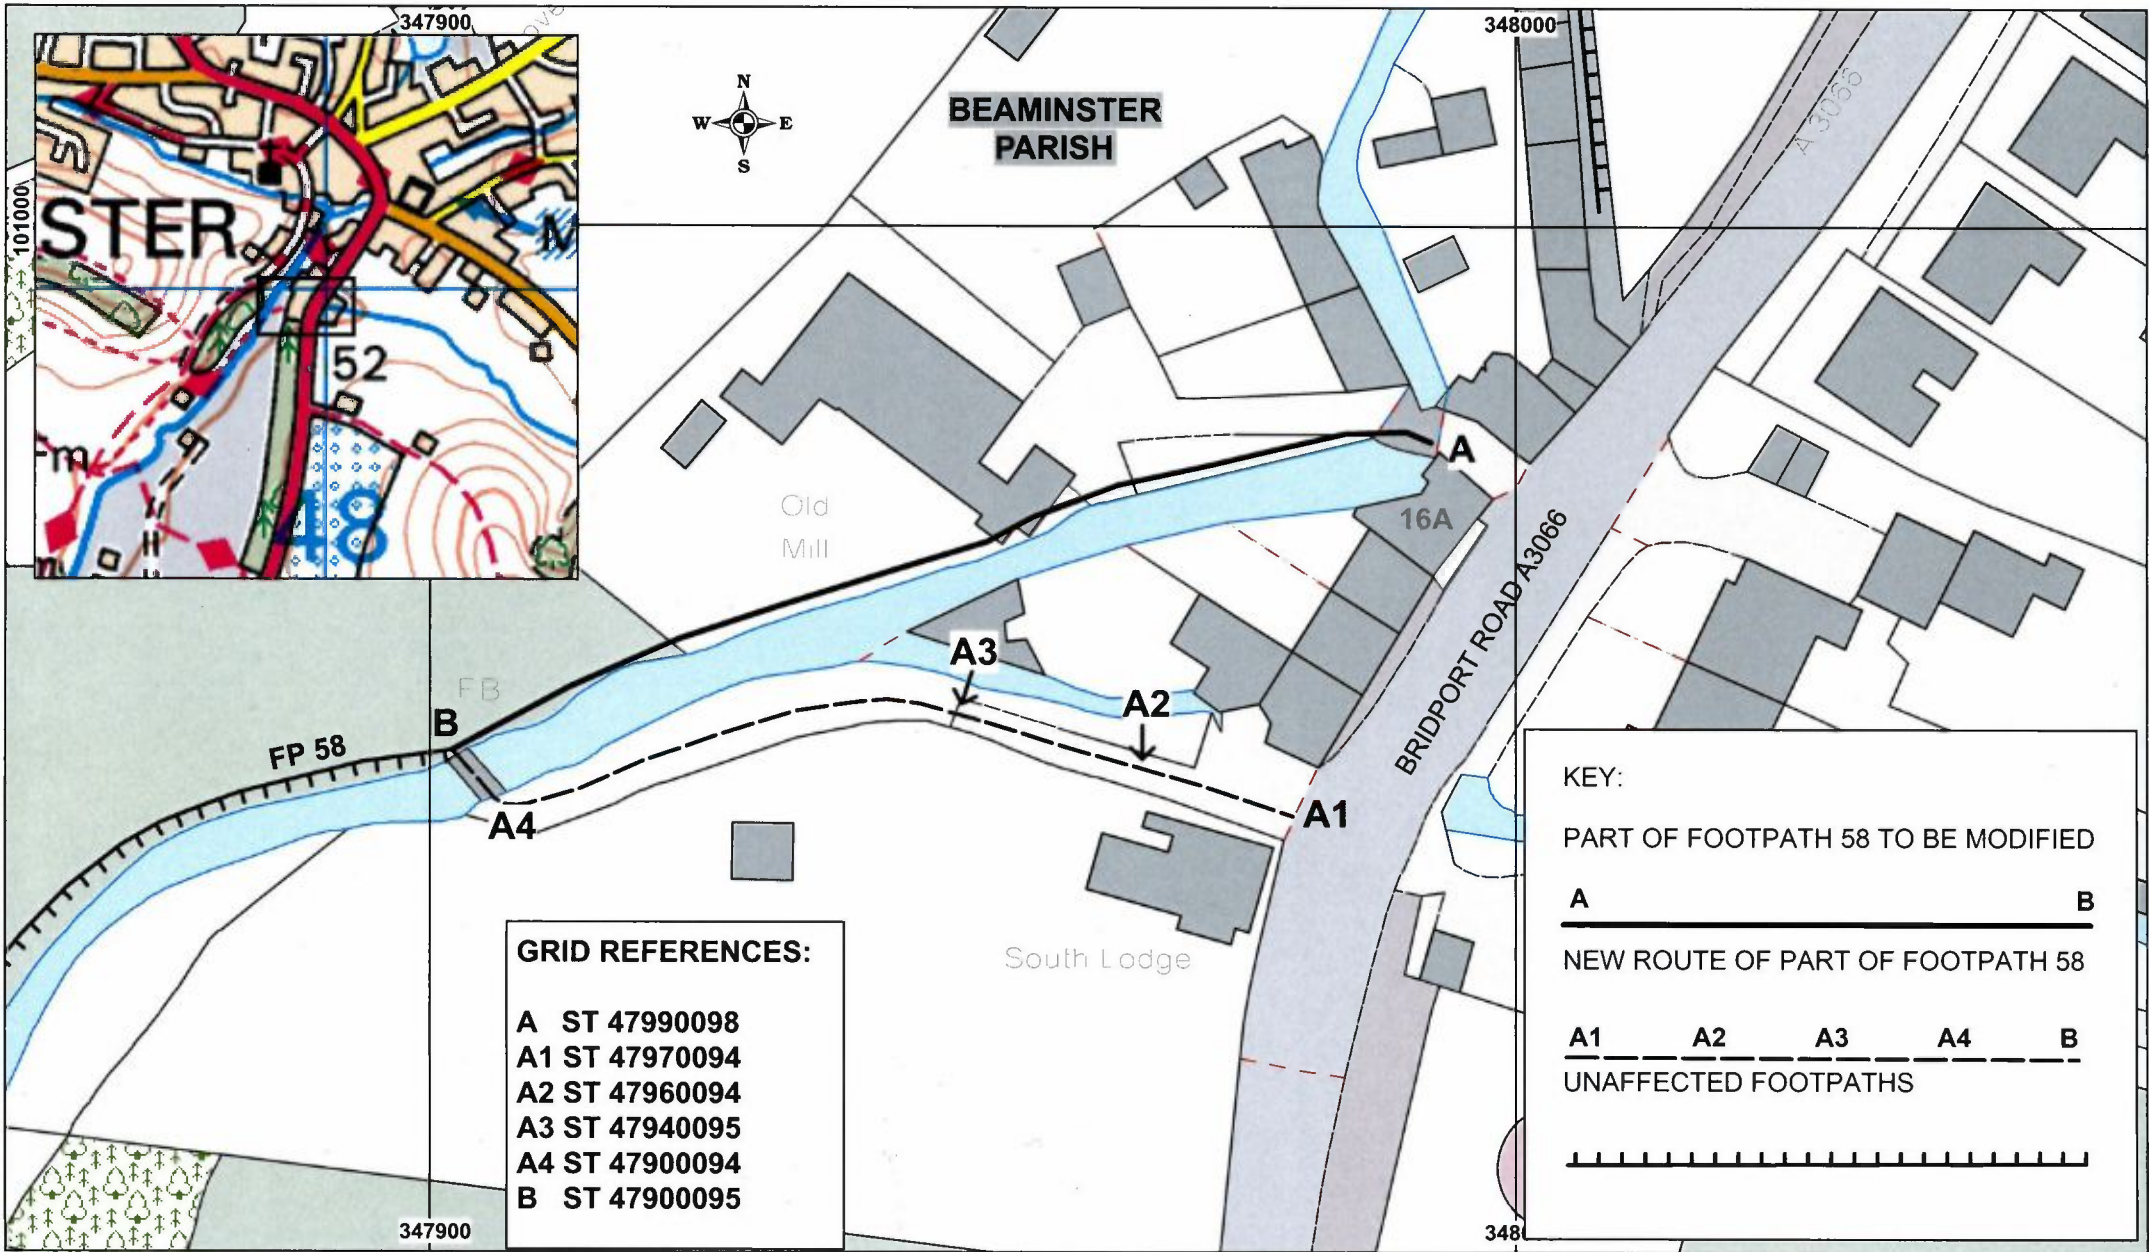 347900
348000
N
W E
S
BEAMINSTER
PARISH
A 3066
101000
STER
M
52
m
48
A
16A
Old
Mill
BRIDPORT ROAD A3066
A3
A2
FB
B
FP 58
A4
A1
South Lodge
GRID REFERENCES:
A ST 47990098
A1 ST 47970094
A2 ST 47960094
A3 ST 47940095
A4 ST 47900094
B ST 47900095
KEY:
PART OF FOOTPATH 58 TO BE MODIFIED
A B
NEW ROUTE OF PART OF FOOTPATH 58
A1 A2 A3 A4 B
UNAFFECTED FOOTPATHS
347900
348